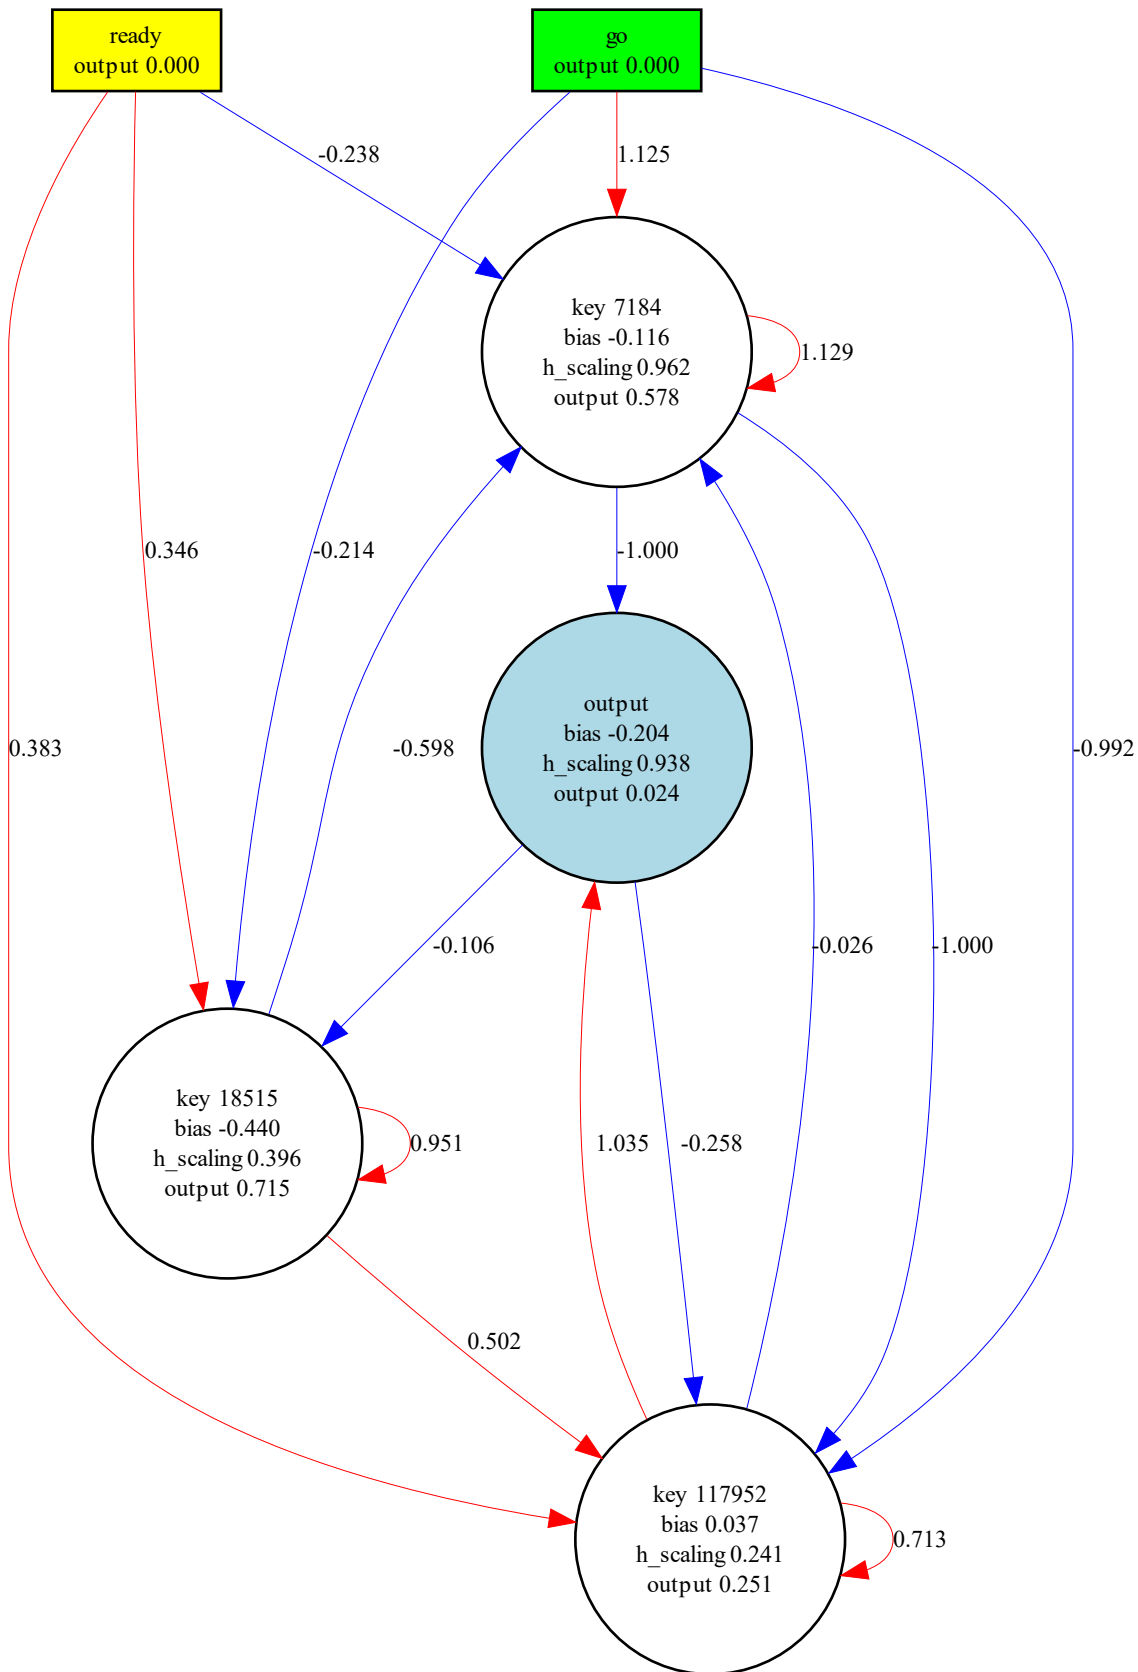 ready
output 0.000
go
output 0.000
-0.238
1.125
key 7184
bias -0.116
h_scaling 0.962
output 0.578
1.129
0.346
-0.214
-1.000
output
bias -0.204
h_scaling 0.938
output 0.024
0.383
-0.598
-0.992
-0.106
-0.026
-1.000
key 18515
bias -0.440
h_scaling 0.396
output 0.715
0.951
1.035
-0.258
0.502
key 117952
bias 0.037
h_scaling 0.241
output 0.251
0.713